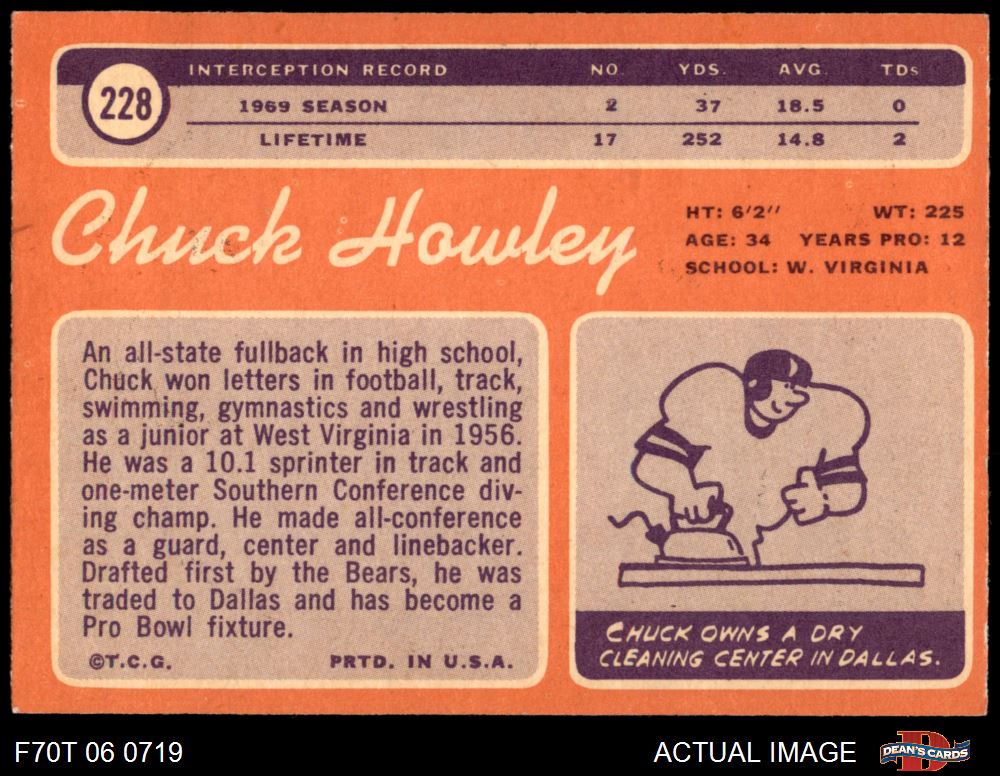 228
INTERCEPTION RECORD NO. YDS. AVG. TDs
1969 SEASON 2 37 18.5 0
LIFETIME 17 252 14.8 2
Chuck Howley
HT: 6'2'' WT: 225
AGE: 34 YEARS PRO: 12
SCHOOL: W. VIRGINIA
An all-state fullback in high school,
Chuck won letters in football, track,
swimming, gymnastics and wrestling
as a junior at West Virginia in 1956.
He was a 10.1 sprinter in track and
one-meter Southern Conference div-
ing champ. He made all-conference
as a guard, center and linebacker.
Drafted first by the Bears, he was
traded to Dallas and has become a
Pro Bowl fixture.
©T.C.G. PRTD. IN U.S.A.
CHUCK OWNS A DRY
CLEANING CENTER IN DALLAS.
F70T 06 0719 ACTUAL IMAGE DEAN'S CARDS